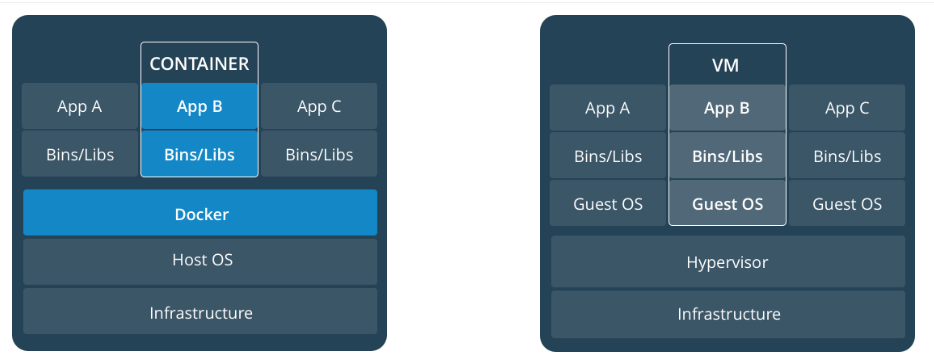 CONTAINER
App A
App B
App C
Bins/Libs
Bins/Libs
Bins/Libs
Docker
Host OS
Infrastructure
VM
App A
App B
App C
Bins/Libs
Bins/Libs
Bins/Libs
Guest OS
Guest OS
Guest OS
Hypervisor
Infrastructure